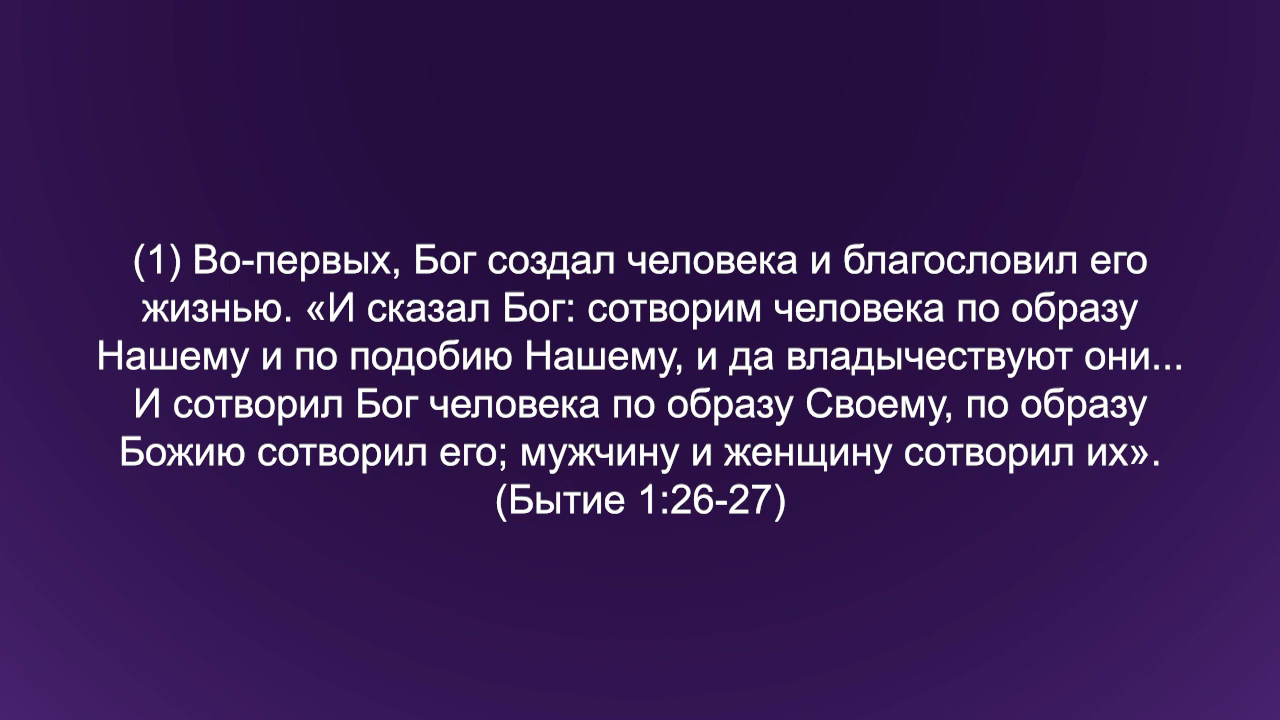 (1) Во-первых, Бог создал человека и благословил его
жизнью. «И сказал Бог: сотворим человека по образу
Нашему и по подобию Нашему, и да владычествуют они...
И сотворил Бог человека по образу Своему, по образу
Божию сотворил его; мужчину и женщину сотворил их».
(Бытие 1:26-27)